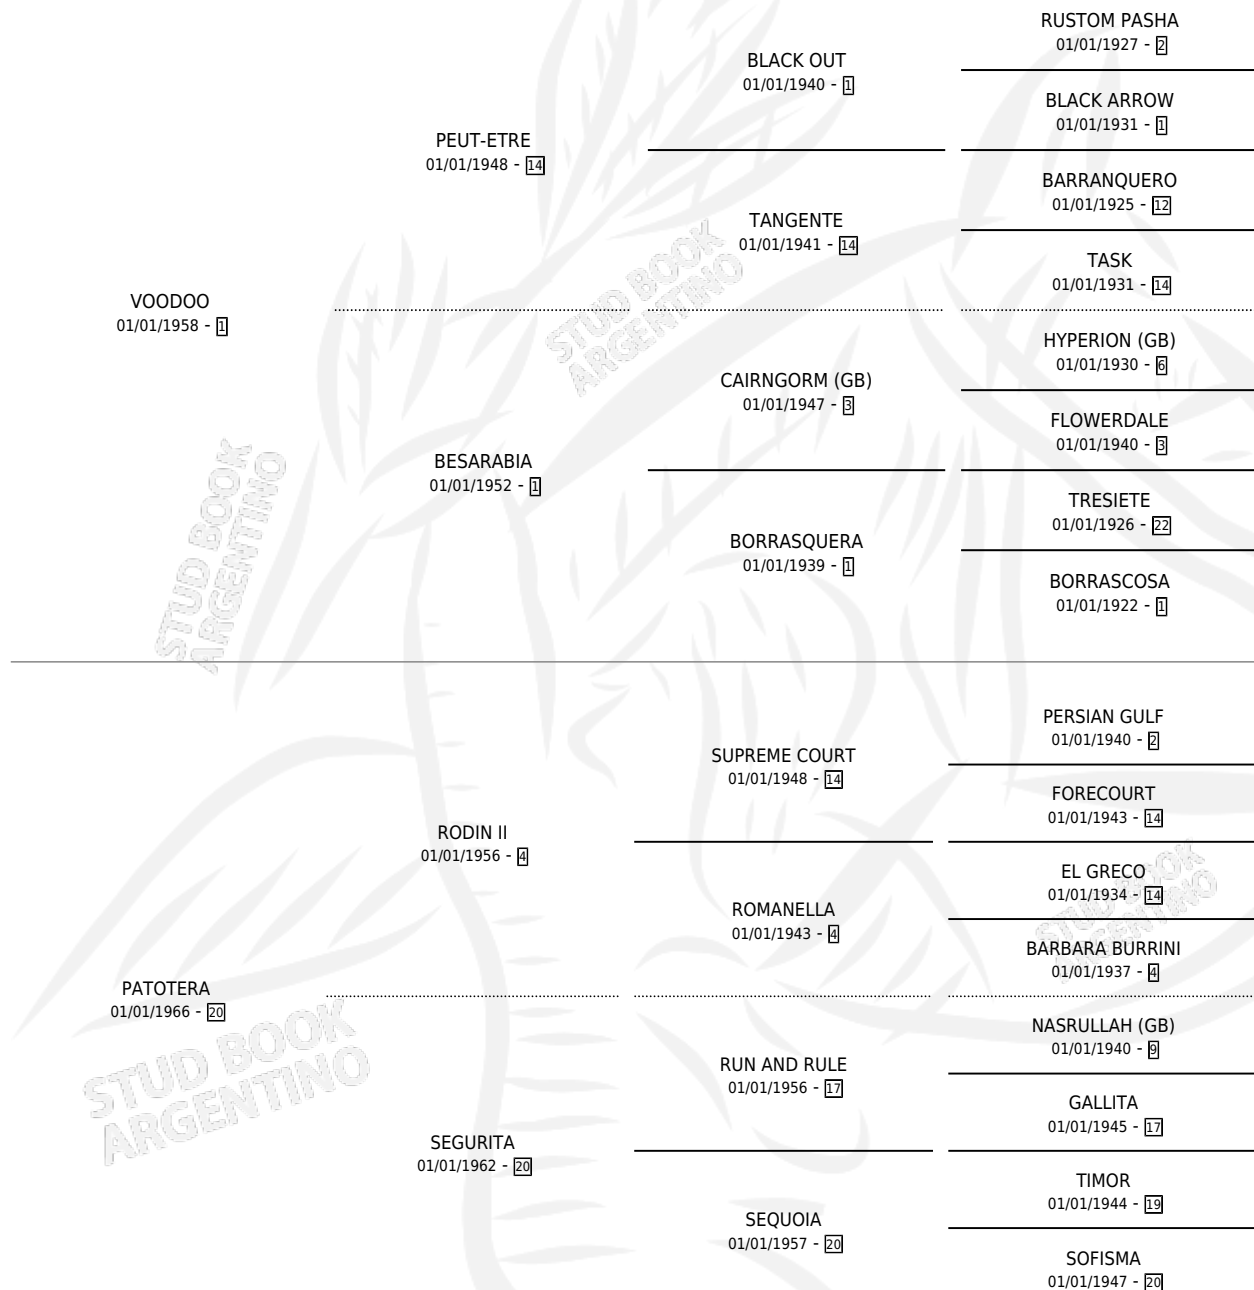 RUSTOM PASHA
01/01/1927 - 2
BLACK OUT
01/01/1940 - 1
BLACK ARROW
01/01/1931 - 1
PEUT-ETRE
01/01/1948 - 14
BARRANQUERO
01/01/1925 - 12
TANGENTE
01/01/1941 - 14
TASK
01/01/1931 - 14
VOODOO
01/01/1958 - 1
HYPERION (GB)
01/01/1930 - 6
CAIRNGORM (GB)
01/01/1947 - 3
FLOWERDALE
01/01/1940 - 3
BESARABIA
01/01/1952 - 1
TRESIETE
01/01/1926 - 22
BORRASQUERA
01/01/1939 - 1
BORRASCOSA
01/01/1922 - 1
STUD BOOK
ARGENTINO
STUD BOOK
ARGENTINO
PERSIAN GULF
01/01/1940 - 2
SUPREME COURT
01/01/1948 - 14
FORECOURT
01/01/1943 - 14
RODIN II
01/01/1956 - 4
EL GRECO
01/01/1934 - 14
ROMANELLA
01/01/1943 - 4
BARBARA BURRINI
01/01/1937 - 4
PATOTERA
01/01/1966 - 20
NASRULLAH (GB)
01/01/1940 - 9
RUN AND RULE
01/01/1956 - 17
GALLITA
01/01/1945 - 17
SEGURITA
01/01/1962 - 20
TIMOR
01/01/1944 - 19
SEQUOIA
01/01/1957 - 20
SOFISMA
01/01/1947 - 20
STUD BOOK
ARGENTINO
STUD BOOK
ARGENTINO